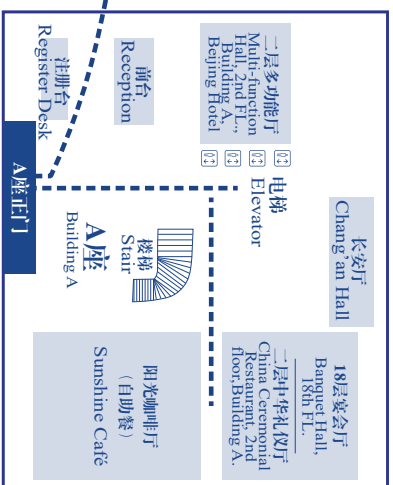 二层多功能厅
Multi-function
Hall, 2nd FL.,
Building A,
Beijing Hotel
前台
Reception
注册台
Register Desk
电梯
Elevator
长安厅
Chang'an Hall
A座正门
楼梯
Stair
A座
Building A
18层宴会厅
Banquet Hall,
18th FL.
二层中华礼仪厅
China Ceremonial
Restaurant, 2nd
floor,Building A.
阳光咖啡厅
（自助餐）
Sunshine Café